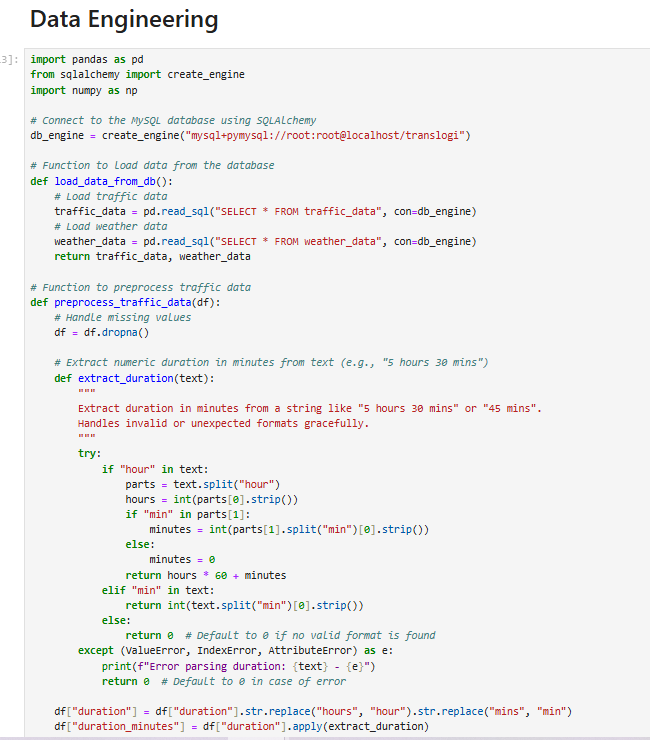 Data Engineering
3]:
import pandas as pd
from sqlalchemy import create_engine
import numpy as np
# Connect to the MySQL database using SQLAlchemy
db_engine = create_engine("mysql+pymysql://root:root@localhost/translogi")
# Function to load data from the database
def load_data_from_db():
    # Load traffic data
    traffic_data = pd.read_sql("SELECT * FROM traffic_data", con=db_engine)
    # Load weather data
    weather_data = pd.read_sql("SELECT * FROM weather_data", con=db_engine)
    return traffic_data, weather_data
# Function to preprocess traffic data
def preprocess_traffic_data(df):
    # Handle missing values
    df = df.dropna()
    # Extract numeric duration in minutes from text (e.g., "5 hours 30 mins")
    def extract_duration(text):
        """
        Extract duration in minutes from a string like "5 hours 30 mins" or "45 mins".
        Handles invalid or unexpected formats gracefully.
        """
        try:
            if "hour" in text:
                parts = text.split("hour")
                hours = int(parts[0].strip())
                if "min" in parts[1]:
                    minutes = int(parts[1].split("min")[0].strip())
                else:
                    minutes = 0
                return hours * 60 + minutes
            elif "min" in text:
                return int(text.split("min")[0].strip())
            else:
                return 0  # Default to 0 if no valid format is found
        except (ValueError, IndexError, AttributeError) as e:
            print(f"Error parsing duration: {text} - {e}")
            return 0  # Default to 0 in case of error
    df["duration"] = df["duration"].str.replace("hours", "hour").str.replace("mins", "min")
    df["duration_minutes"] = df["duration"].apply(extract_duration)